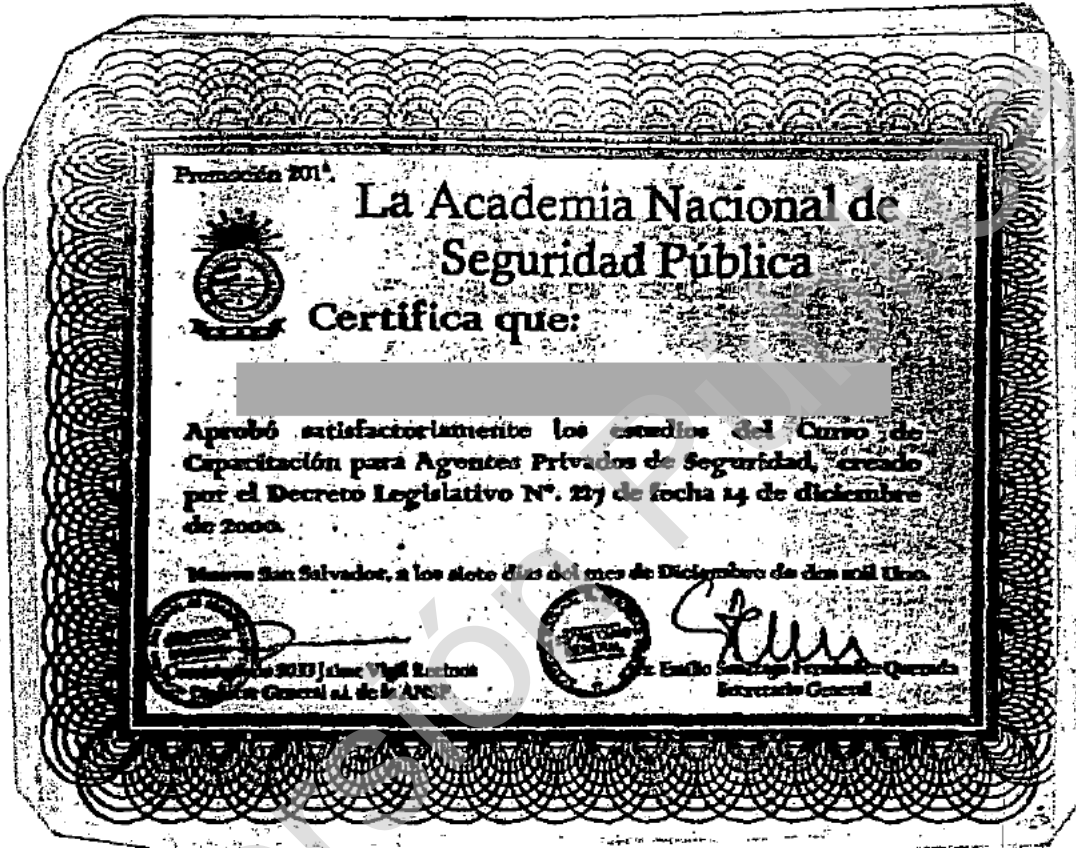 Promoción 201ª.
La Academia Nacional de
Seguridad Pública
Certifica que:
Aprobó satisfactoriamente los estudios del Curso de
Capacitación para Agentes Privados de Seguridad, creado
por el Decreto Legislativo Nº. 227 de fecha 14 de diciembre
de 2000.
Nueva San Salvador, a los siete días del mes de Diciembre de dos mil Uno.
Jaime Vigil Recinos
Emilio Santiago Fernández Quezada
Director General a.i. de la ANSP
Secretario General
Versión Pública